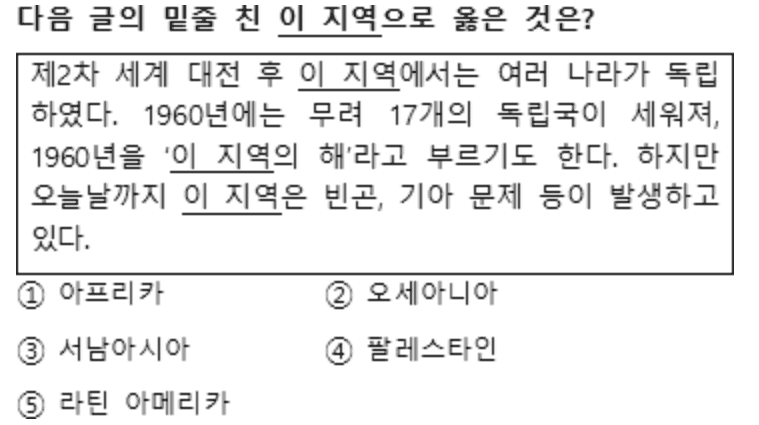 다음 글의 밑줄 친 이 지역으로 옳은 것은?
제2차 세계 대전 후 이 지역에서는 여러 나라가 독립
하였다. 1960년에는 무려 17개의 독립국이 세워져,
1960년을 ‘이 지역의 해’라고 부르기도 한다. 하지만
오늘날까지 이 지역은 빈곤, 기아 문제 등이 발생하고
있다.
① 아프리카 ② 오세아니아
③ 서남아시아 ④ 팔레스타인
⑤ 라틴 아메리카